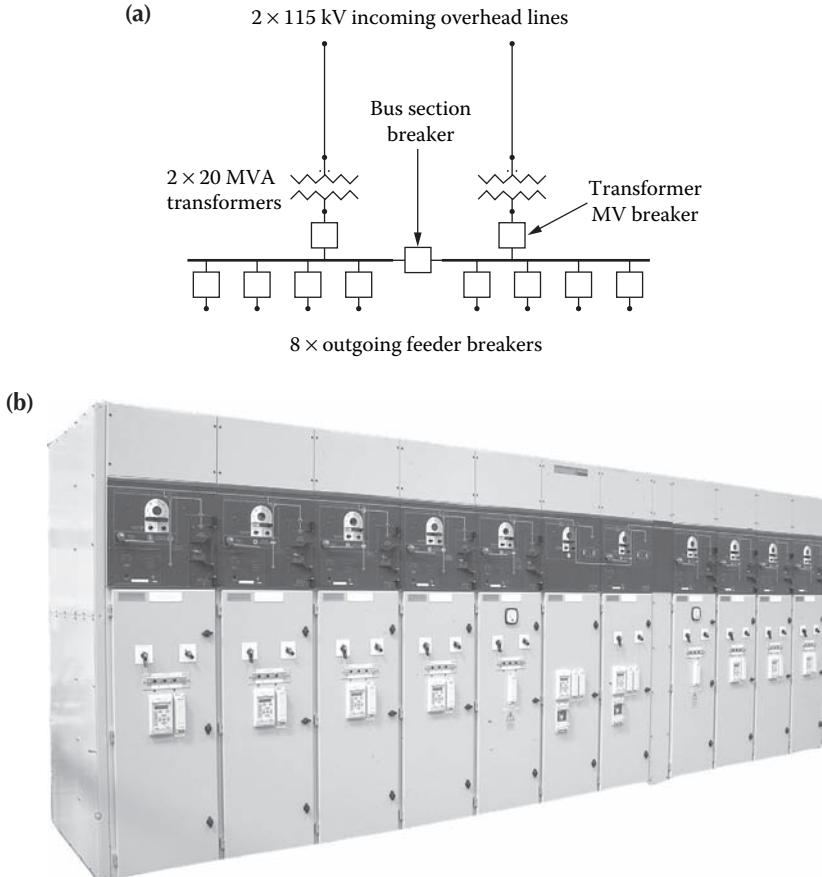 (a)
2 × 115 kV incoming overhead lines
Bus section
breaker
2 × 20 MVA
transformers
Transformer
MV breaker
8 × outgoing feeder breakers
(b)